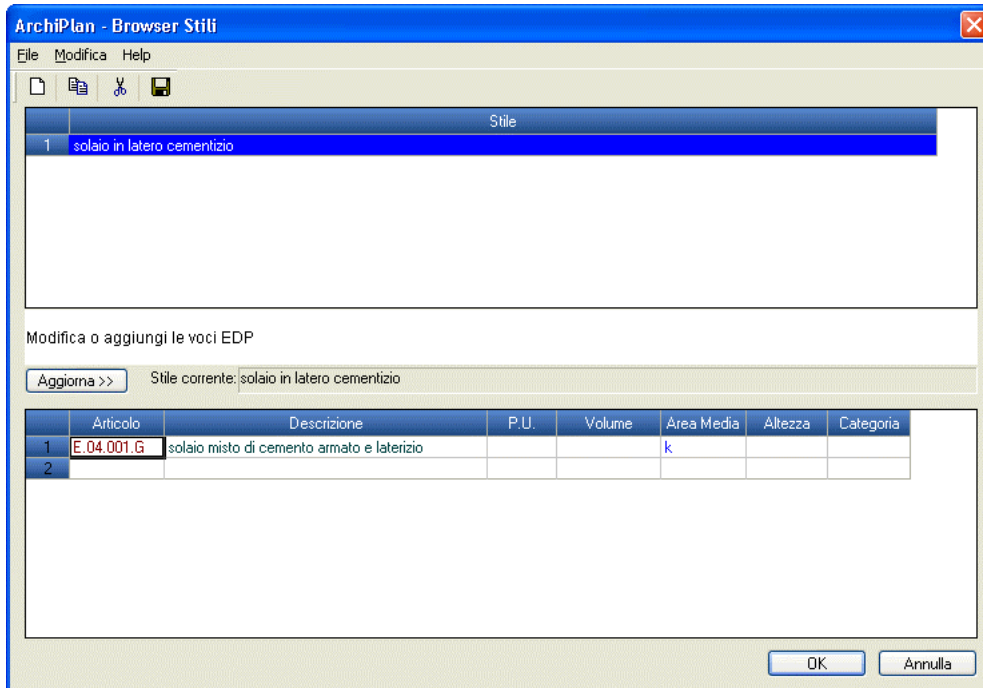 ArchiPlan - Browser Stili
File Modifica Help
Stile
1 solaio in latero cementizio
Modifica o aggiungi le voci EDP
Aggiorna >> Stile corrente: solaio in latero cementizio
Articolo Descrizione P.U. Volume Area Media Altezza Categoria
1 E.04.001.G solaio misto di cemento armato e laterizio k
2
OK Annulla